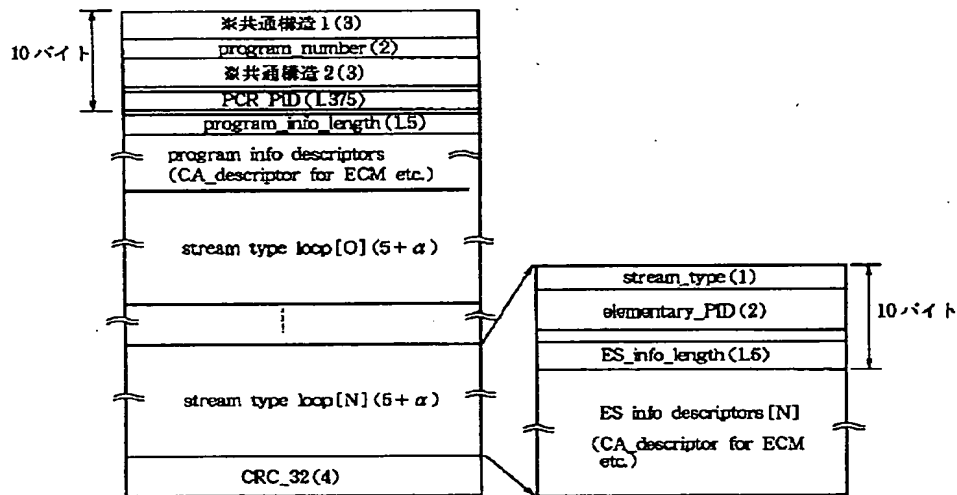 ※共通構造1(3)
10バイト
program_number(2)
※共通構造2(3)
PCR_PID(1.375)
program_info_length(1.5)
program info descriptors
(CA_descriptor for ECM etc.)
stream type loop[0](5+α)
stream type loop[N](5+α)
CRC_32(4)
stream_type(1)
elementary_PID(2)
10バイト
ES_info_length(1.5)
ES info descriptors[N]
(CA_descriptor for ECM
etc.)